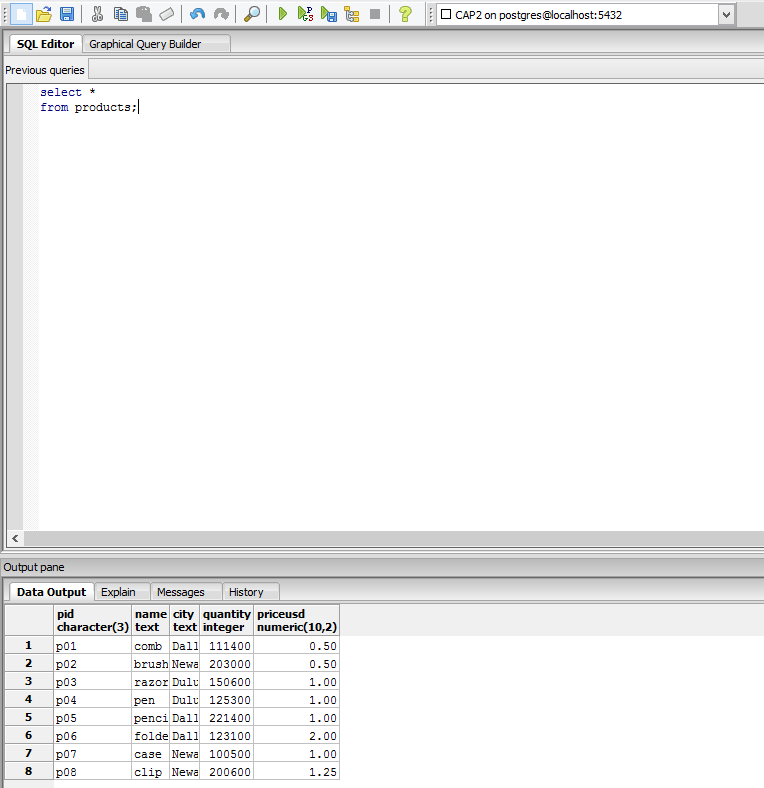 CAP2 on postgres@localhost:5432
SQL Editor Graphical Query Builder
Previous queries
select *
from products;
Output pane
Data Output Explain Messages History
pid name city quantity priceusd
character(3) text text integer numeric(10,2)
1 p01 comb Dall 111400 0.50
2 p02 brush Newa 203000 0.50
3 p03 razor Dulu 150600 1.00
4 p04 pen Dulu 125300 1.00
5 p05 penci Dall 221400 1.00
6 p06 folde Dall 123100 2.00
7 p07 case Newa 100500 1.00
8 p08 clip Newa 200600 1.25